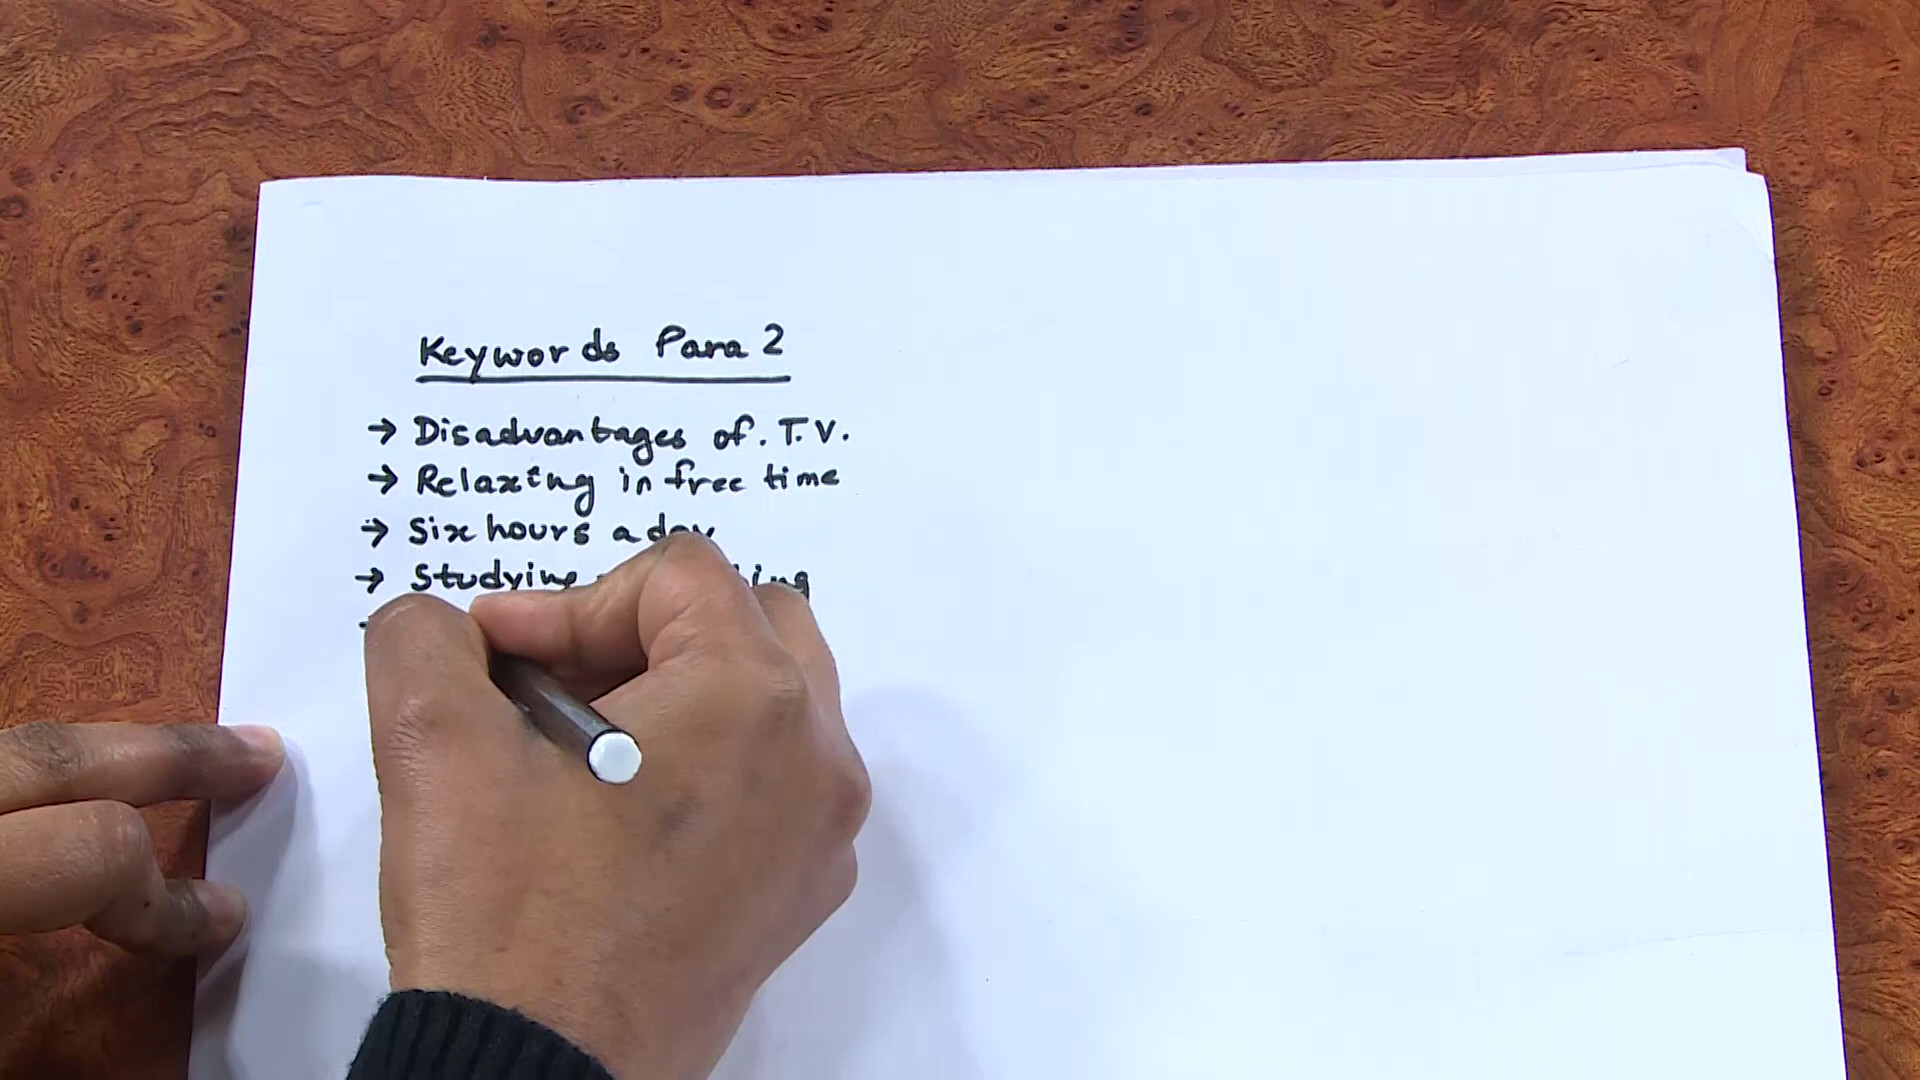 Keywords Para 2
→ Disadvantages of. T.V.
→ Relaxing in free time
→ Six hours a day
→ Studying